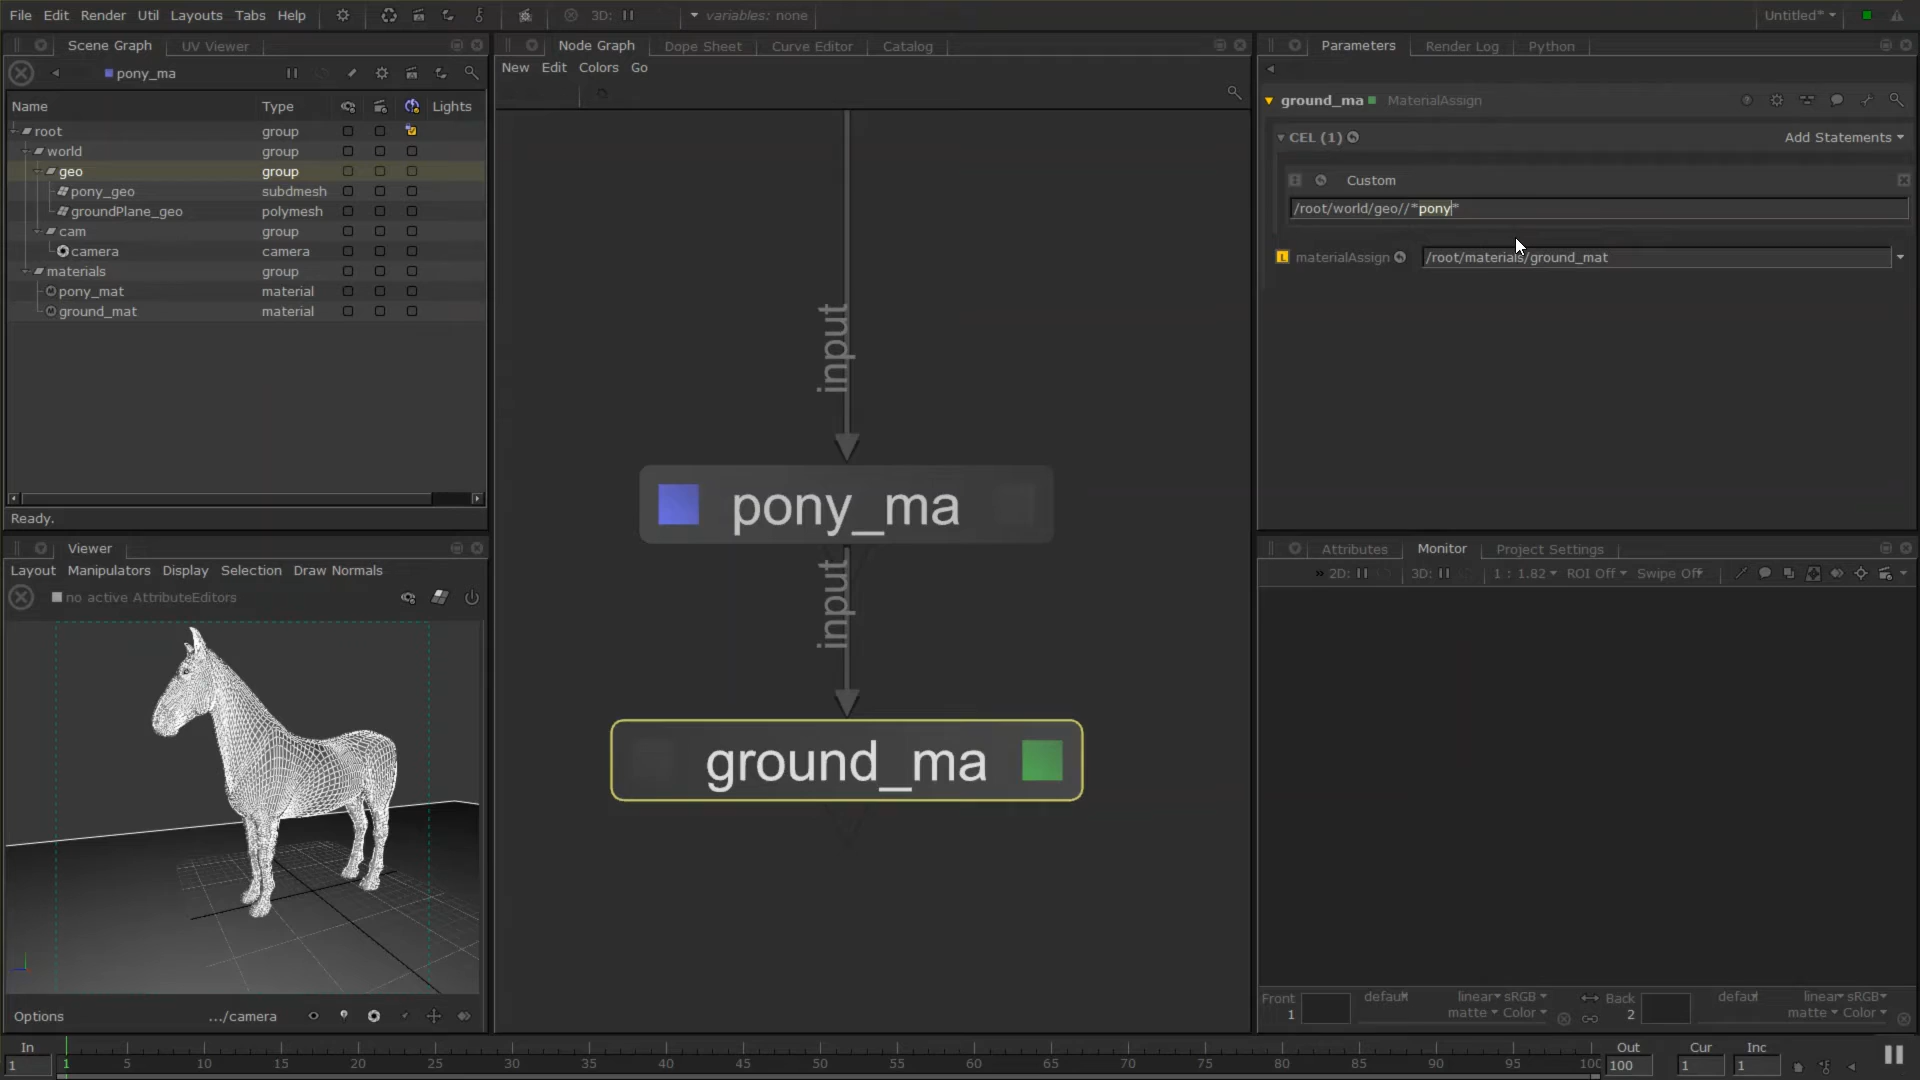 File Edit Render Util Layouts Tabs Help 3D: variables: none Untitled*
Scene Graph UV Viewer
pony_ma
Name Type Lights
root group
world group
geo group
pony_geo subdmesh
groundPlane_geo polymesh
cam group
camera camera
materials group
pony_mat material
ground_mat material
Ready.
Viewer
Layout Manipulators Display Selection Draw Normals
no active AttributeEditors
Options .../camera
Node Graph Dope Sheet Curve Editor Catalog
New Edit Colors Go
input
pony_ma
input
ground_ma
Parameters Render Log Python
ground_ma MaterialAssign
CEL (1) Add Statements
Custom
/root/world/geo//*pony*
L materialAssign /root/materials/ground_mat
Attributes Monitor Project Settings
» 2D: 3D: 1 : 1.82 ROI Off Swipe Off
Front default linear sRGB Back default linear sRGB
1 matte Color 2 matte Color
In Out Cur Inc
1 1 5 10 15 20 25 30 35 40 45 50 55 60 65 70 75 80 85 90 95 100 100 1 1